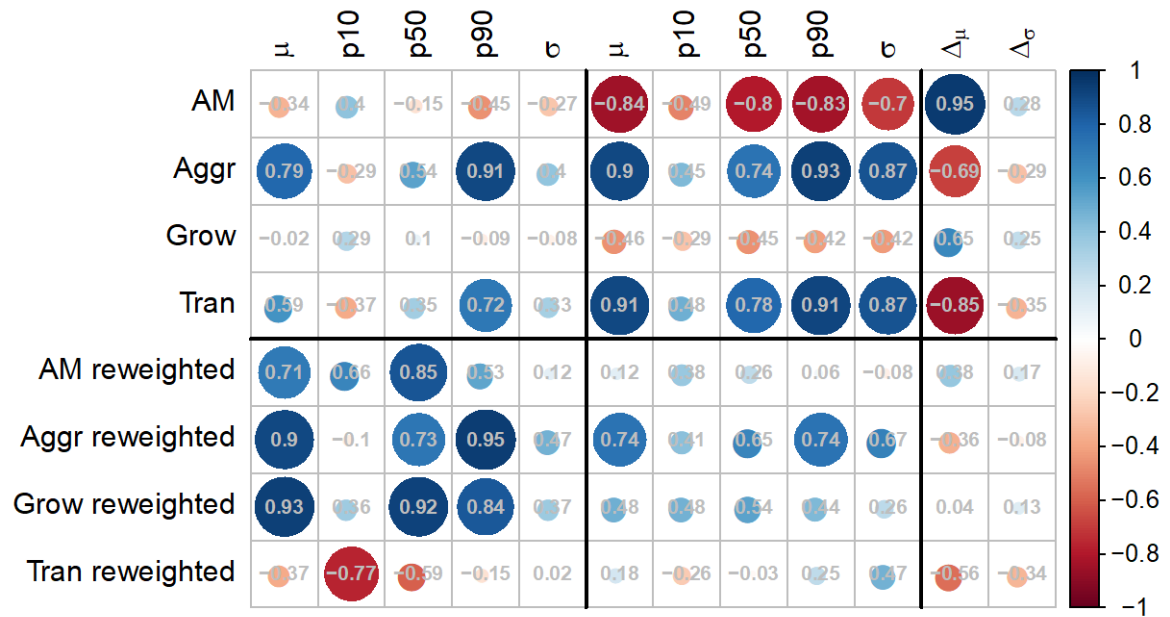 μ p10 p50 p90 σ μ p10 p50 p90 σ Δμ Δσ
AM −0.34 0.4 −0.15 −0.45 −0.27 −0.84 −0.49 −0.8 −0.83 −0.7 0.95 0.28 1
0.8
Aggr 0.79 −0.29 0.54 0.91 0.4 0.9 0.45 0.74 0.93 0.87 −0.69 −0.29
0.6
Grow −0.02 0.29 0.1 −0.09 −0.08 −0.46 −0.29 −0.45 −0.42 −0.42 0.65 0.25
0.4
0.2
Tran 0.59 −0.37 0.35 0.72 0.33 0.91 0.48 0.78 0.91 0.87 −0.85 −0.35
0
AM reweighted 0.71 0.66 0.85 0.53 0.12 0.12 0.38 0.26 0.06 −0.08 0.38 0.17
−0.2
Aggr reweighted 0.9 −0.1 0.73 0.95 0.47 0.74 0.41 0.65 0.74 0.67 −0.36 −0.08
−0.4
Grow reweighted 0.93 0.36 0.92 0.84 0.37 0.48 0.48 0.54 0.44 0.26 0.04 0.13
−0.6
−0.8
Tran reweighted −0.37 −0.77 −0.59 −0.15 0.02 0.18 −0.26 −0.03 0.25 0.47 −0.56 −0.34
−1